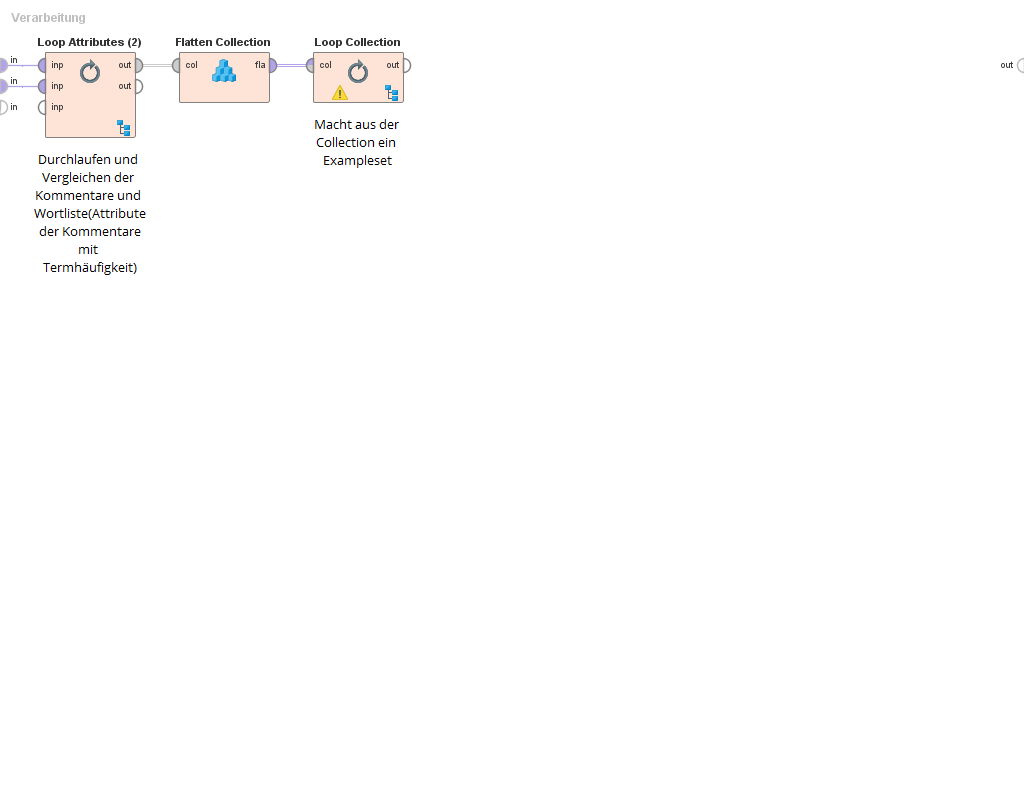 Verarbeitung
Loop Attributes (2)
Flatten Collection
Loop Collection
in
inp
out
col
fla
col
out
out
in
inp
out
in
inp
Durchlaufen und
Vergleichen der
Kommentare und
Wortliste(Attribute
der Kommentare
mit
Termhäufigkeit)
Macht aus der
Collection ein
Exampleset